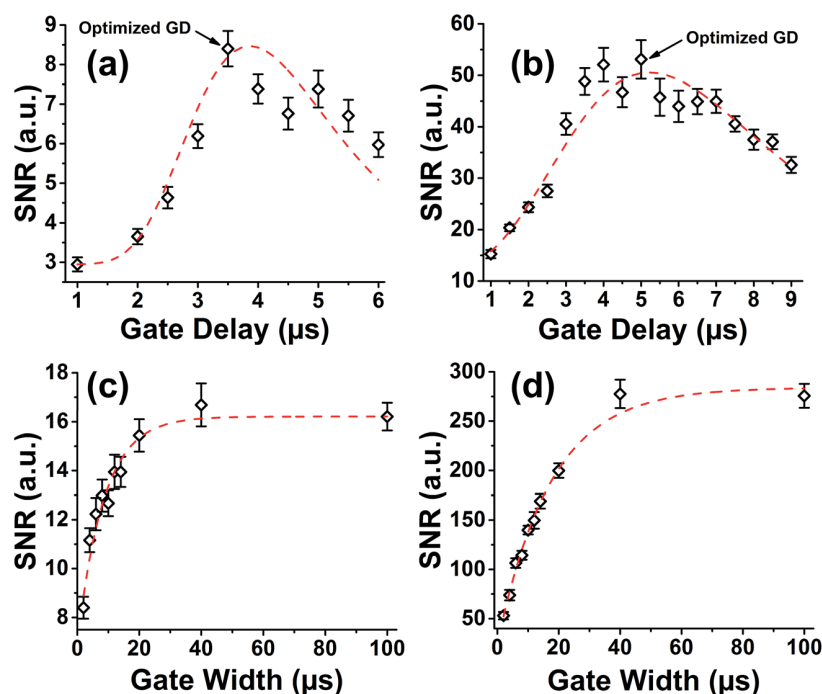 Optimized GD
(a)
9
8
7
6
5
4
3
SNR (a.u.)
1 2 3 4 5 6
Gate Delay (µs)
Optimized GD
(b)
60
50
40
30
20
10
SNR (a.u.)
1 2 3 4 5 6 7 8 9
Gate Delay (µs)
(c)
18
16
14
12
10
8
SNR (a.u.)
0 20 40 60 80 100
Gate Width (µs)
(d)
300
250
200
150
100
50
SNR (a.u.)
0 20 40 60 80 100
Gate Width (µs)